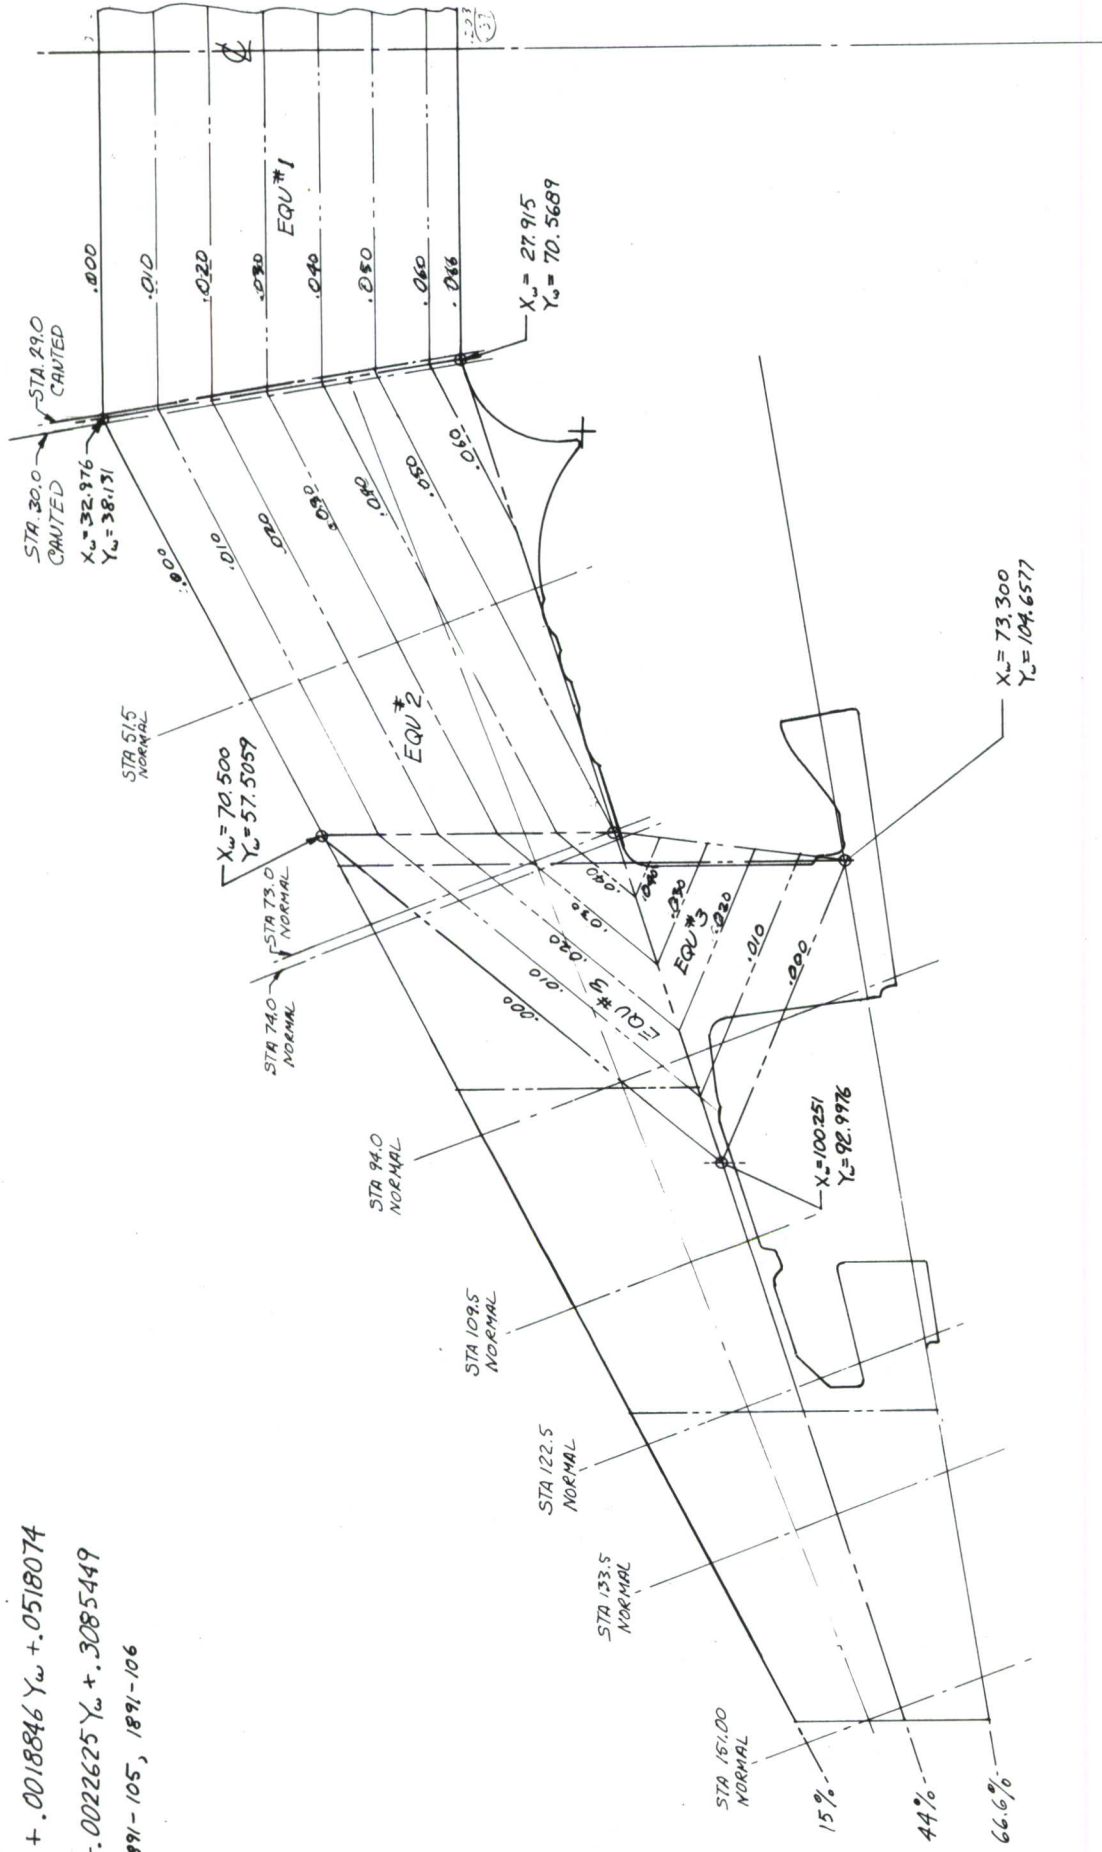 + .0018846 Yω + .0518074
-.0022625 Yω + .3085449
891-105, 1891-106
STA. 30.0
CANTED
STA. 29.0
CANTED
Xω = 32.976
Yω = 38.131
.000
.010
.020
.030
.040
.050
.060
.066
EQU #1
℄
.203
Xω = 27.915
Yω = 70.5689
.000
.010
.020
.030
.040
.050
.060
STA 51.5
NORMAL
EQU #2
Xω = 70.500
Yω = 57.5059
STA 73.0
NORMAL
STA 74.0
NORMAL
.000
.010
.020
.030
.040
EQU #3
.040
.030
.020
.010
.000
EQU #3
Xω = 73.300
Yω = 104.6577
Xω = 100.251
Yω = 92.9976
STA 94.0
NORMAL
STA 109.5
NORMAL
STA 122.5
NORMAL
STA 133.5
NORMAL
STA 151.00
NORMAL
15%
44%
66.6%